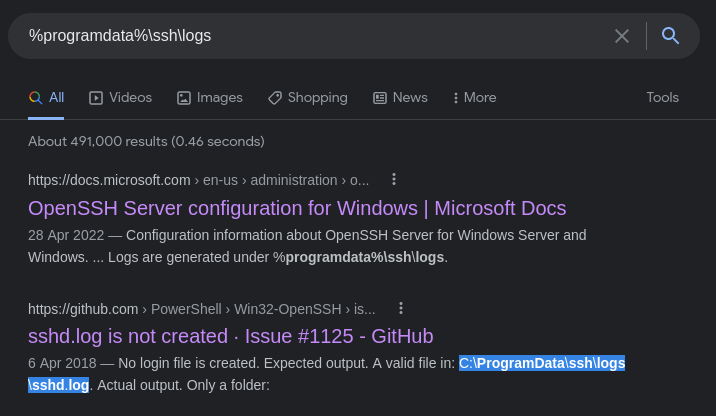 %programdata%\ssh\logs
All Videos Images Shopping News More Tools
About 491,000 results (0.46 seconds)
https://docs.microsoft.com › en-us › administration › o...
OpenSSH Server configuration for Windows | Microsoft Docs
28 Apr 2022 — Configuration information about OpenSSH Server for Windows Server and
Windows. ... Logs are generated under %programdata%\ssh\logs.
https://github.com › PowerShell › Win32-OpenSSH › is...
sshd.log is not created · Issue #1125 - GitHub
6 Apr 2018 — No login file is created. Expected output. A valid file in: C:\ProgramData\ssh\logs
\sshd.log. Actual output. Only a folder: